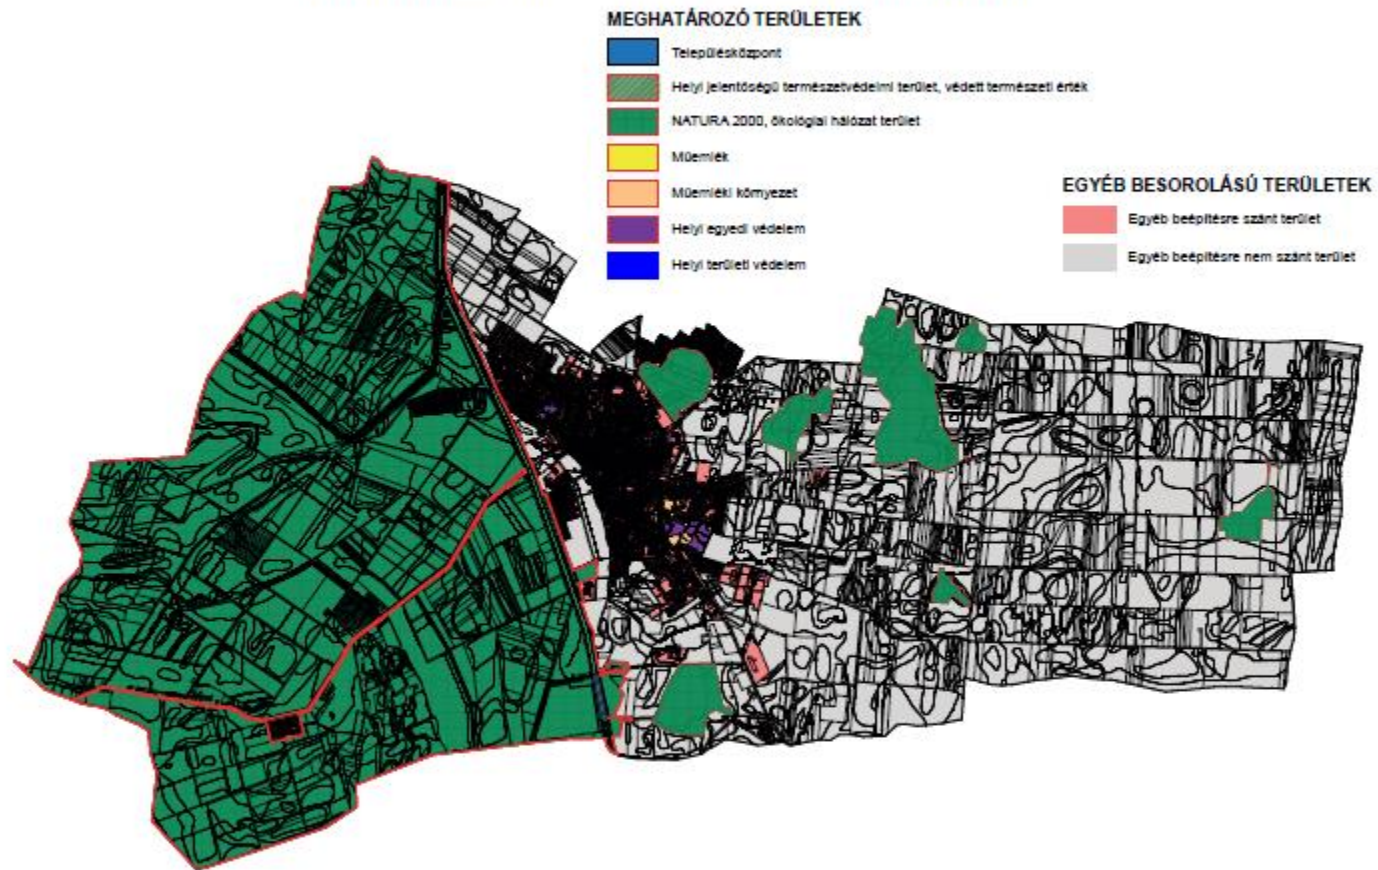 MEGHATÁROZÓ TERÜLETEK
Településközpont
Helyi jelentőségű természetvédelmi terület, védett természeti érték
NATURA 2000, ökológiai hálózat terület
Műemlék
Műemléki környezet
Helyi egyedi védelem
Helyi területi védelem
EGYÉB BESOROLÁSÚ TERÜLETEK
Egyéb beépítésre szánt terület
Egyéb beépítésre nem szánt terület